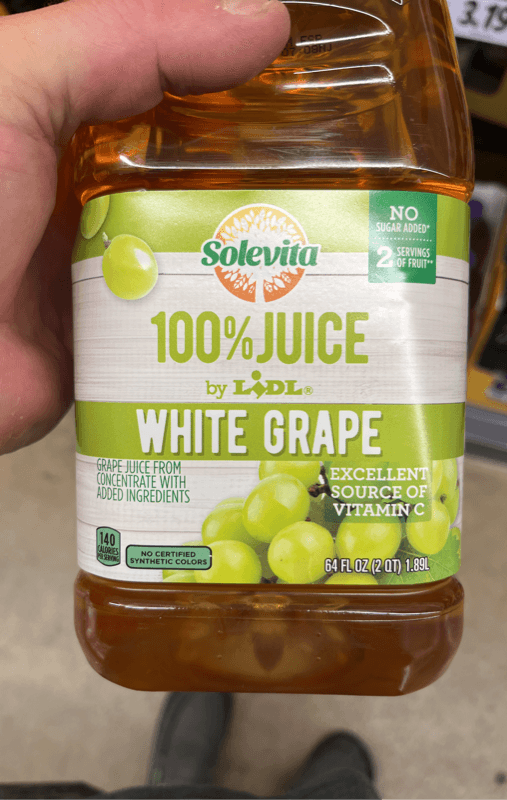 3.19
NO
SUGAR ADDED*
2 SERVINGS
OF FRUIT**
Solevita
100% JUICE
by LIDL®
WHITE GRAPE
GRAPE JUICE FROM
CONCENTRATE WITH
ADDED INGREDIENTS
EXCELLENT
SOURCE OF
VITAMIN C
140
CALORIES
PER SERVING
NO CERTIFIED
SYNTHETIC COLORS
64 FL OZ (2 QT) 1.89L